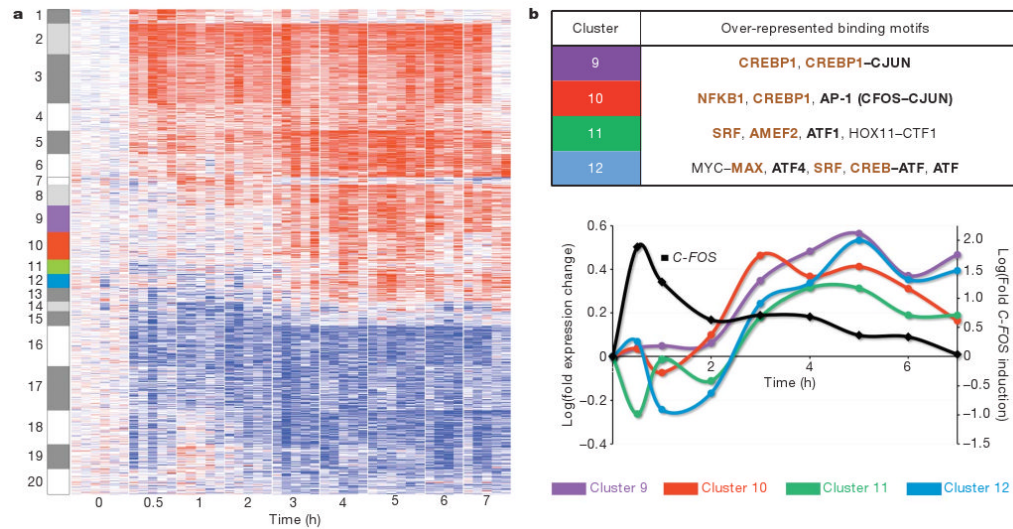 a
1
2
3
4
5
6
7
8
9
10
11
12
13
14
15
16
17
18
19
20
0 0.5 1 2 3 4 5 6 7
Time (h)
b
Cluster Over-represented binding motifs
9 CREBP1, CREBP1–CJUN
10 NFKB1, CREBP1, AP-1 (CFOS–CJUN)
11 SRF, AMEF2, ATF1, HOX11–CTF1
12 MYC–MAX, ATF4, SRF, CREB–ATF, ATF
Log(fold expression change)
0.6
0.4
0.2
0
−0.2
−0.4
C-FOS
2 4 6
Time (h)
2.0
1.5
1.0
0.5
0
−0.5
−1.0
−1.5
Log(Fold C-FOS induction)
Cluster 9 Cluster 10 Cluster 11 Cluster 12